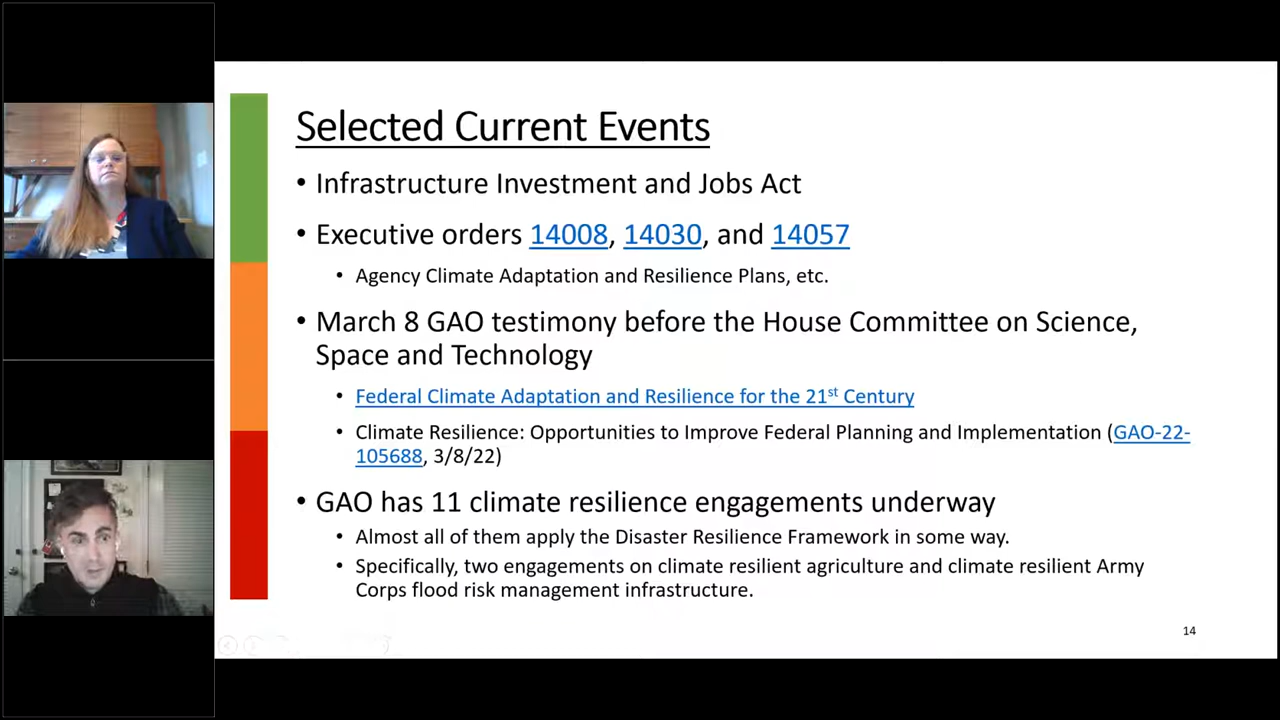 Selected Current Events
• Infrastructure Investment and Jobs Act
• Executive orders 14008, 14030, and 14057
• Agency Climate Adaptation and Resilience Plans, etc.
• March 8 GAO testimony before the House Committee on Science,
Space and Technology
• Federal Climate Adaptation and Resilience for the 21st Century
• Climate Resilience: Opportunities to Improve Federal Planning and Implementation (GAO-22-
105688, 3/8/22)
• GAO has 11 climate resilience engagements underway
• Almost all of them apply the Disaster Resilience Framework in some way.
• Specifically, two engagements on climate resilient agriculture and climate resilient Army
Corps flood risk management infrastructure.
14